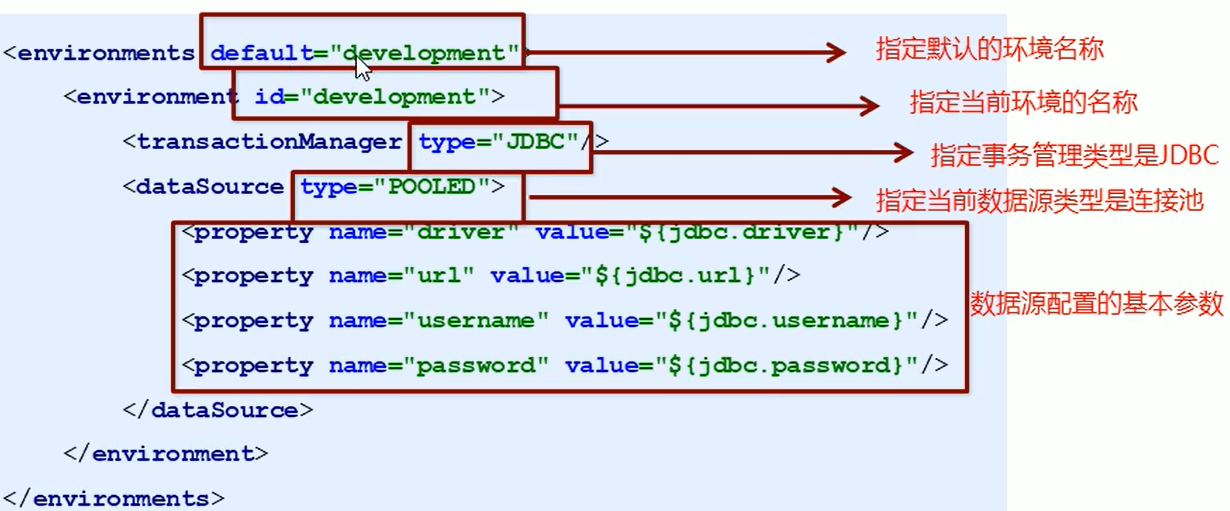 <environments default="development">
指定默认的环境名称
<environment id="development">
指定当前环境的名称
<transactionManager type="JDBC"/>
指定事务管理类型是JDBC
<dataSource type="POOLED">
指定当前数据源类型是连接池
<property name="driver" value="${jdbc.driver}"/>
<property name="url" value="${jdbc.url}"/>
数据源配置的基本参数
<property name="username" value="${jdbc.username}"/>
<property name="password" value="${jdbc.password}"/>
</dataSource>
</environment>
</environments>